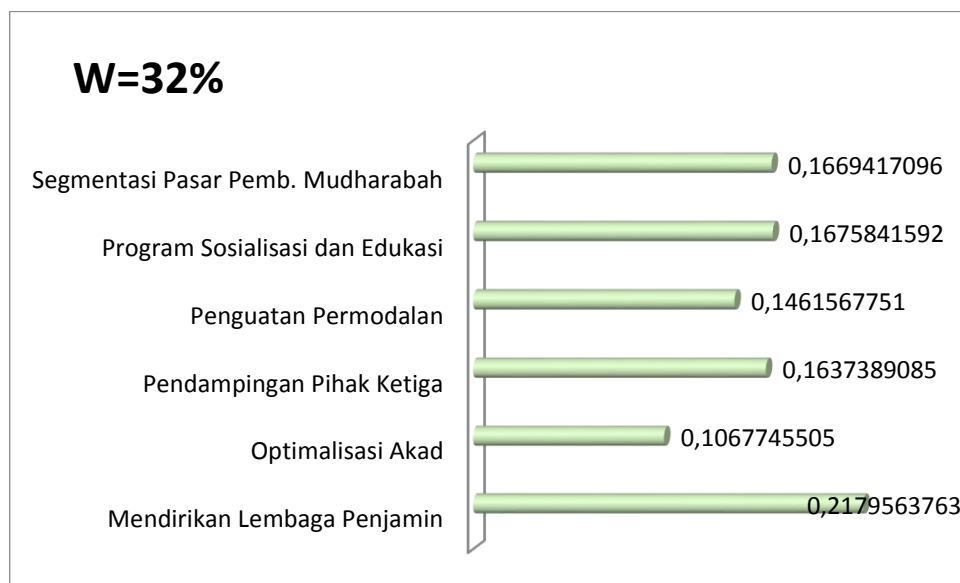 W=32%
Segmentasi Pasar Pemb. Mudharabah 0,1669417096
Program Sosialisasi dan Edukasi 0,1675841592
Penguatan Permodalan 0,1461567751
Pendampingan Pihak Ketiga 0,1637389085
Optimalisasi Akad 0,1067745505
Mendirikan Lembaga Penjamin 0,2179563763